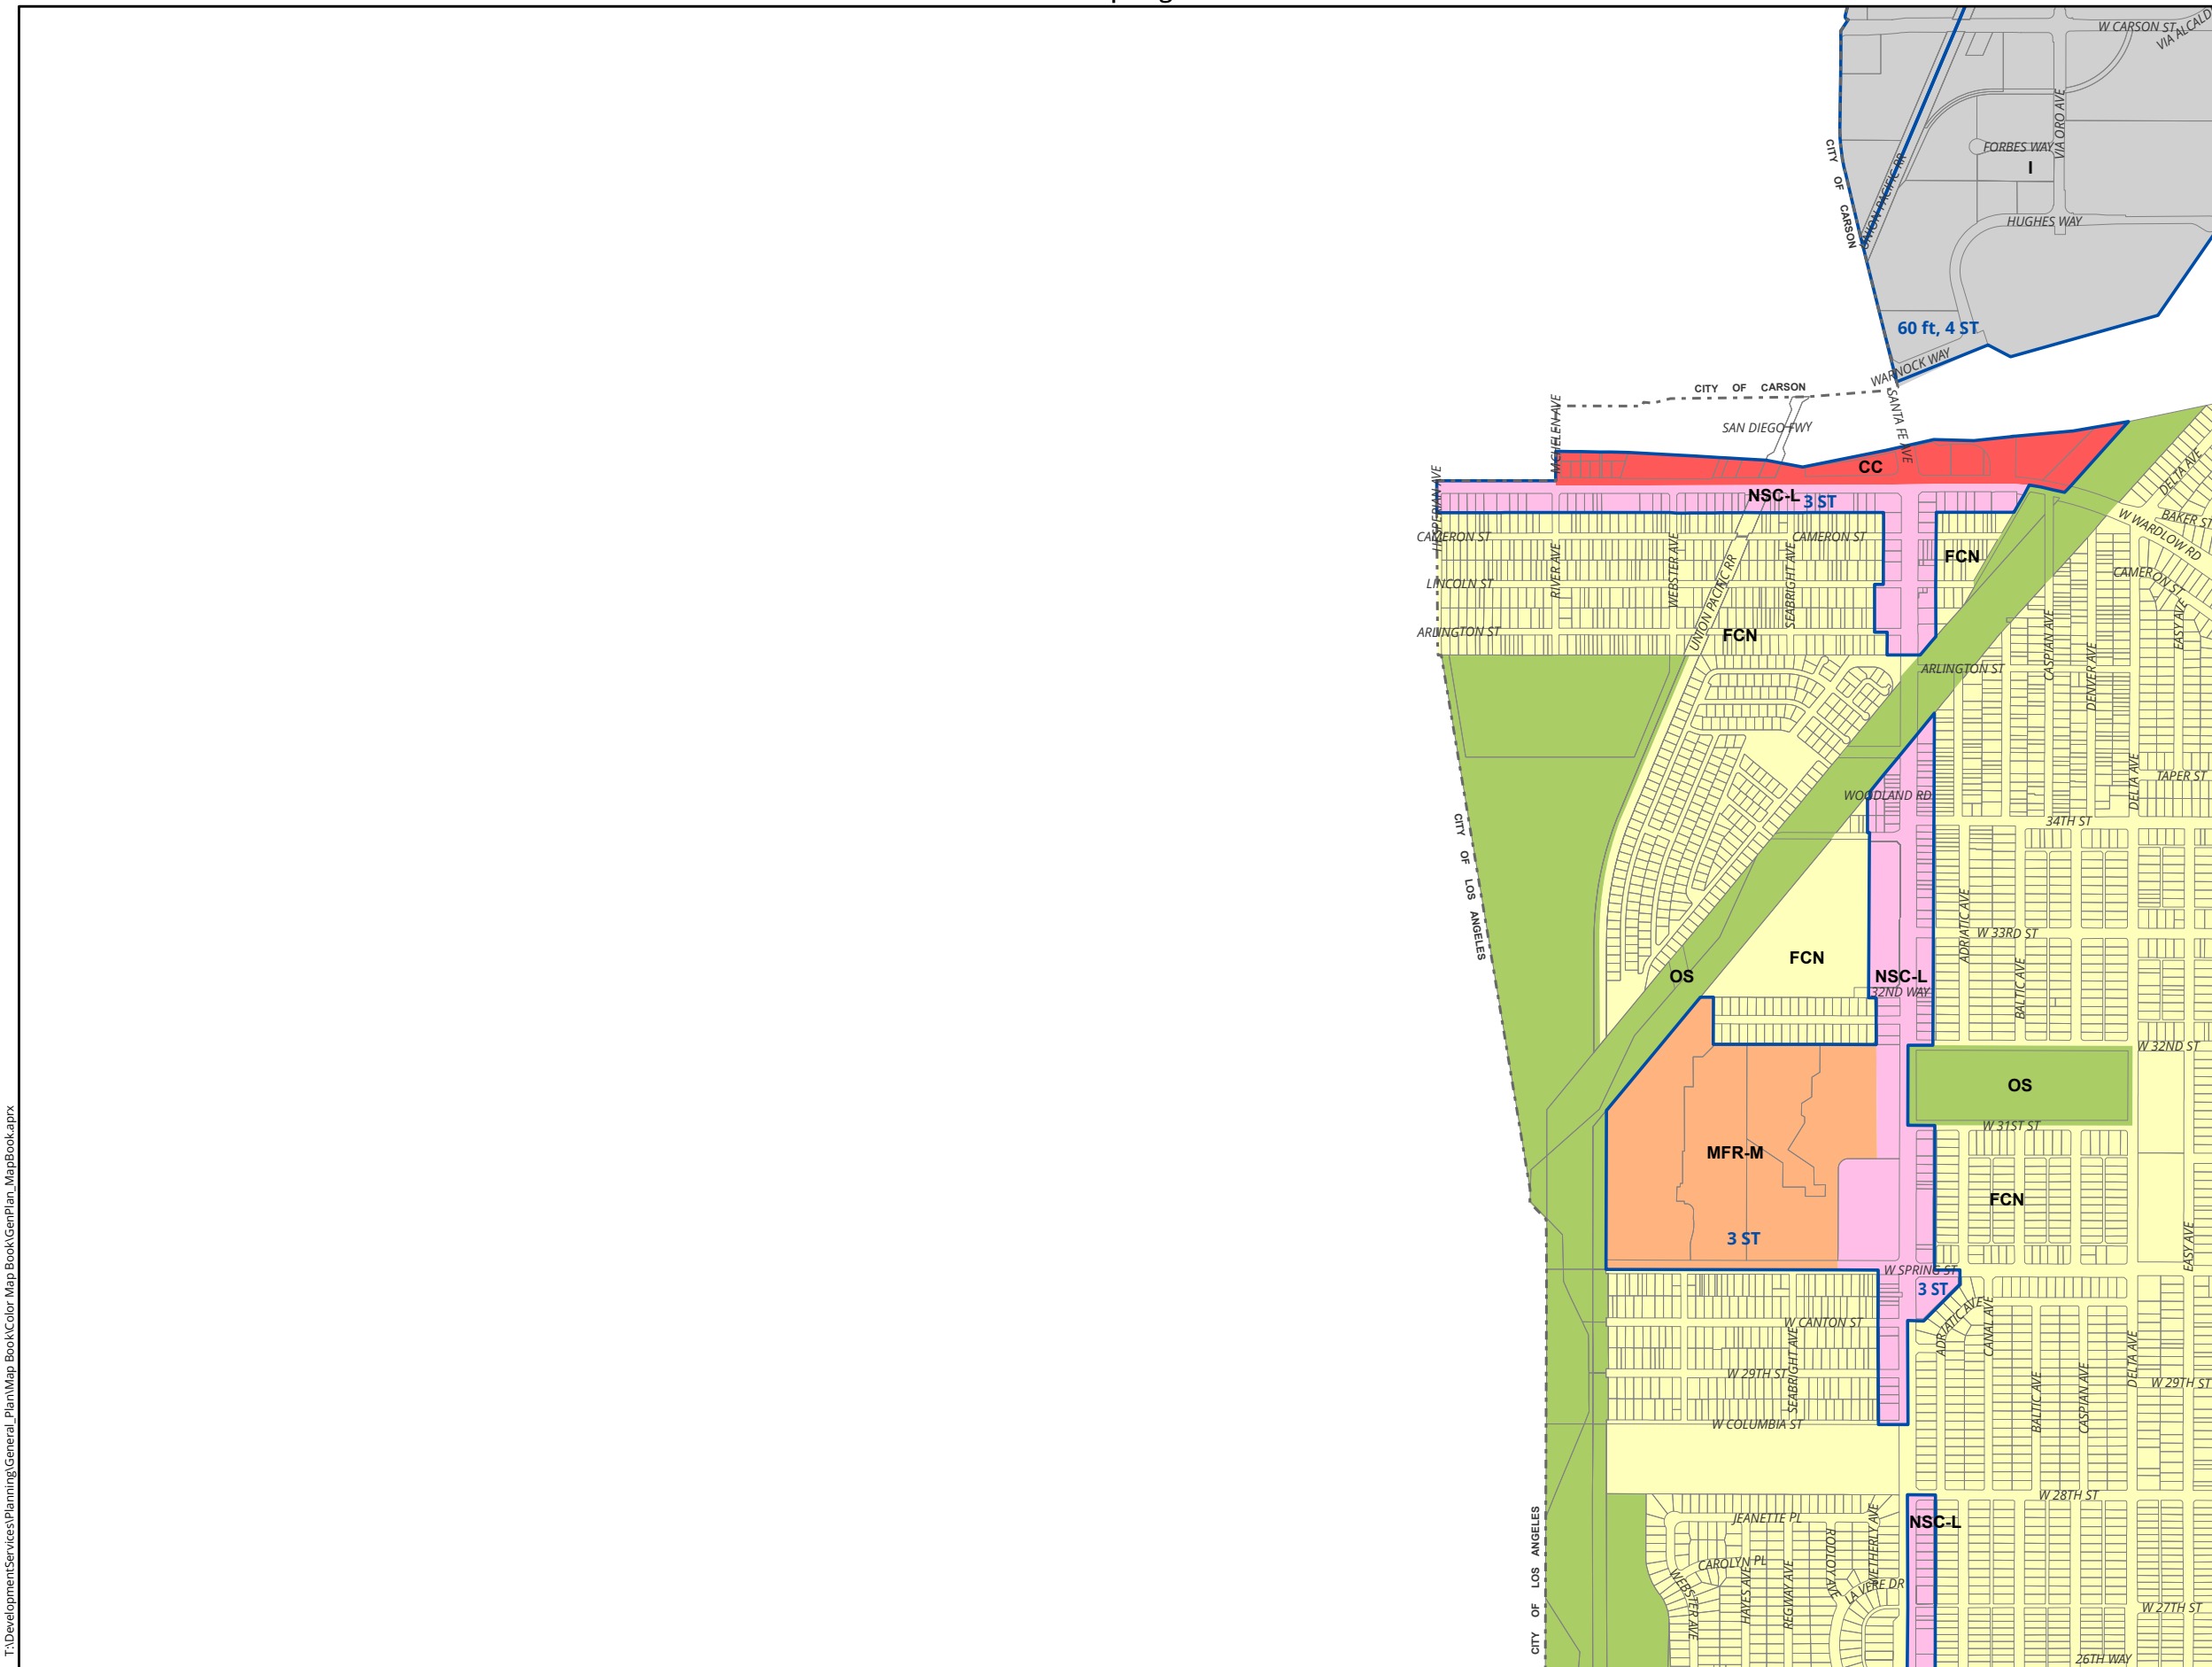 W CARSON ST
VIA ORO AVE
CITY OF CARSON
UNION PACIFIC RR
FORBES WAY
I
HUGHES WAY
60 ft, 4 ST
WARNOCK WAY
CITY OF CARSON
SANTA FE AVE
MCHELEN AVE
SAN DIEGO FWY
CC
HESPERIAN AVE
NSC-L
3 ST
DELTA AVE
BAKER ST
W WARDLOW RD
CAMERON ST
CAMERON ST
FCN
CAMERON ST
LINCOLN ST
RIVER AVE
WEBSTER AVE
UNION PACIFIC RR
SEABRIGHT AVE
ARLINGTON ST
FCN
CASPIAN AVE
EASY AVE
ARLINGTON ST
DENVER AVE
DELTA AVE
TAPER ST
WOODLAND RD
34TH ST
CITY OF LOS ANGELES
ADRIATIC AVE
W 33RD ST
FCN
OS
NSC-L
32ND WAY
BALTIC AVE
W 32ND ST
OS
W 31ST ST
MFR-M
FCN
3 ST
EASY AVE
W SPRING ST
3 ST
ADRIATIC AVE
CANAL AVE
W CANTON ST
SEABRIGHT AVE
DELTA AVE
W 29TH ST
W 29TH ST
BALTIC AVE
CASPIAN AVE
W COLUMBIA ST
W 28TH ST
CITY OF LOS ANGELES
JEANETTE PL
NSC-L
CAROLYN PL
WEBSTER AVE
HAYES AVE
REGWAY AVE
WETHERLY AVE
LA VERE DR
W 27TH ST
26TH WAY
T:\DevelopmentServices\Planning\General_Plan\Map Book\Color Map Book\GenPlan_MapBook.aprx